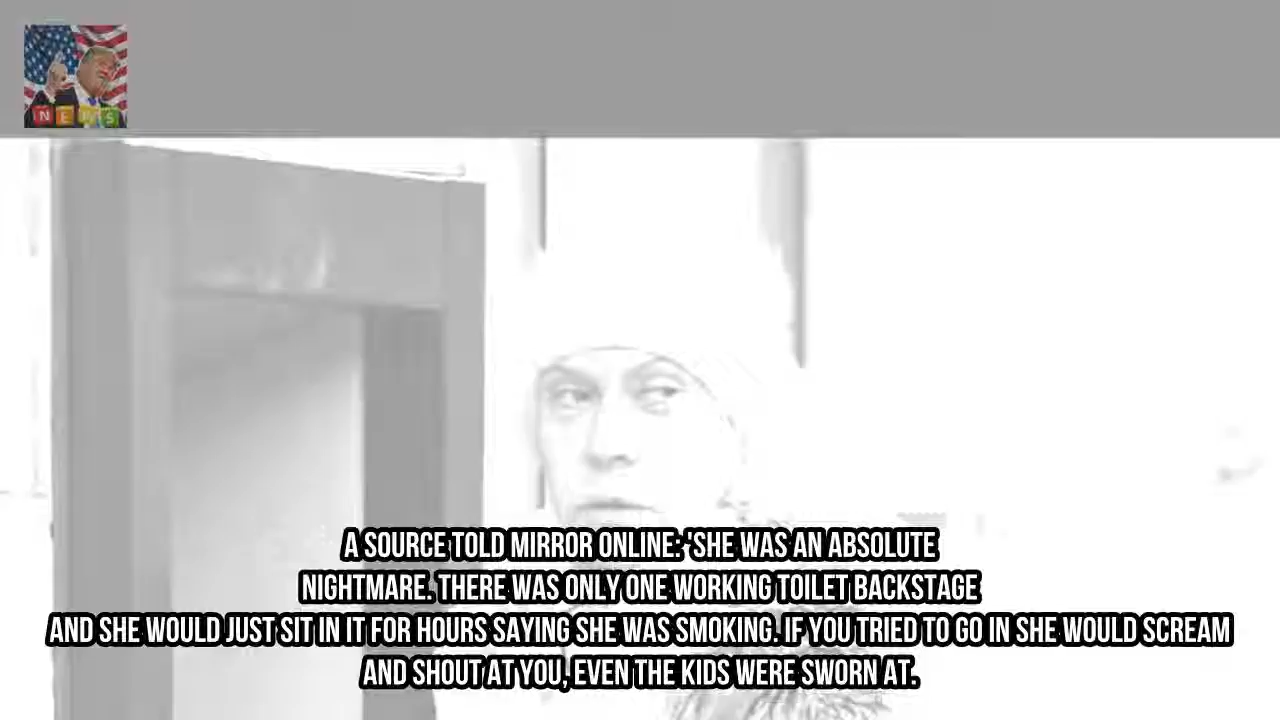 NEWS
A SOURCE TOLD MIRROR ONLINE: 'SHE WAS AN ABSOLUTE
NIGHTMARE. THERE WAS ONLY ONE WORKING TOILET BACKSTAGE
AND SHE WOULD JUST SIT IN IT FOR HOURS SAYING SHE WAS SMOKING. IF YOU TRIED TO GO IN SHE WOULD SCREAM
AND SHOUT AT YOU, EVEN THE KIDS WERE SWORN AT.